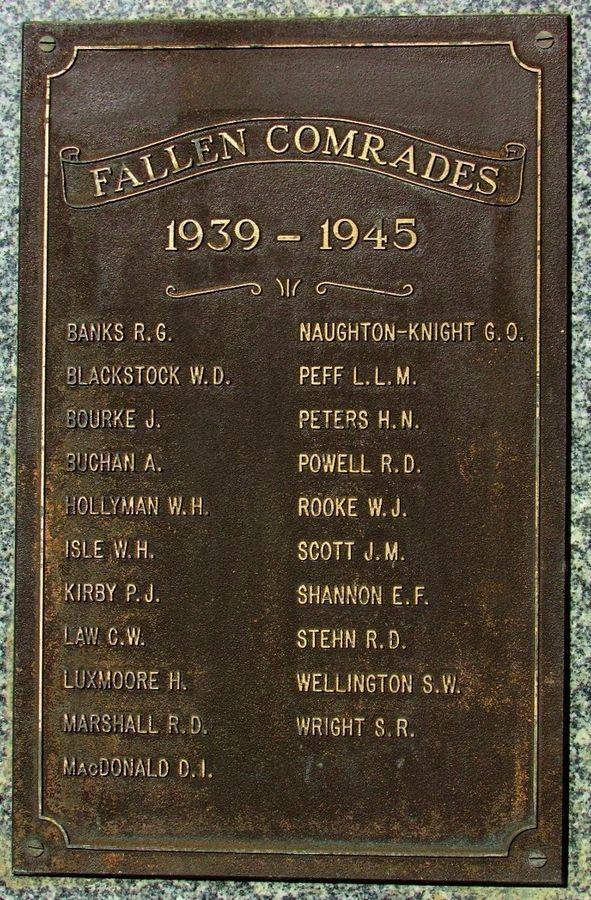 FALLEN COMRADES
1939 – 1945
BANKS R. G.
BLACKSTOCK W. D.
BOURKE J.
BUCHAN A.
HOLLYMAN W. H.
ISLE W. H.
KIRBY P. J.
LAW C. W.
LUXMOORE H.
MARSHALL R. D.
MACDONALD D. I.
NAUGHTON-KNIGHT G. O.
PEFF L. L. M.
PETERS H. N.
POWELL R. D.
ROOKE W. J.
SCOTT J. M.
SHANNON E. F.
STEHN R. D.
WELLINGTON S. W.
WRIGHT S. R.